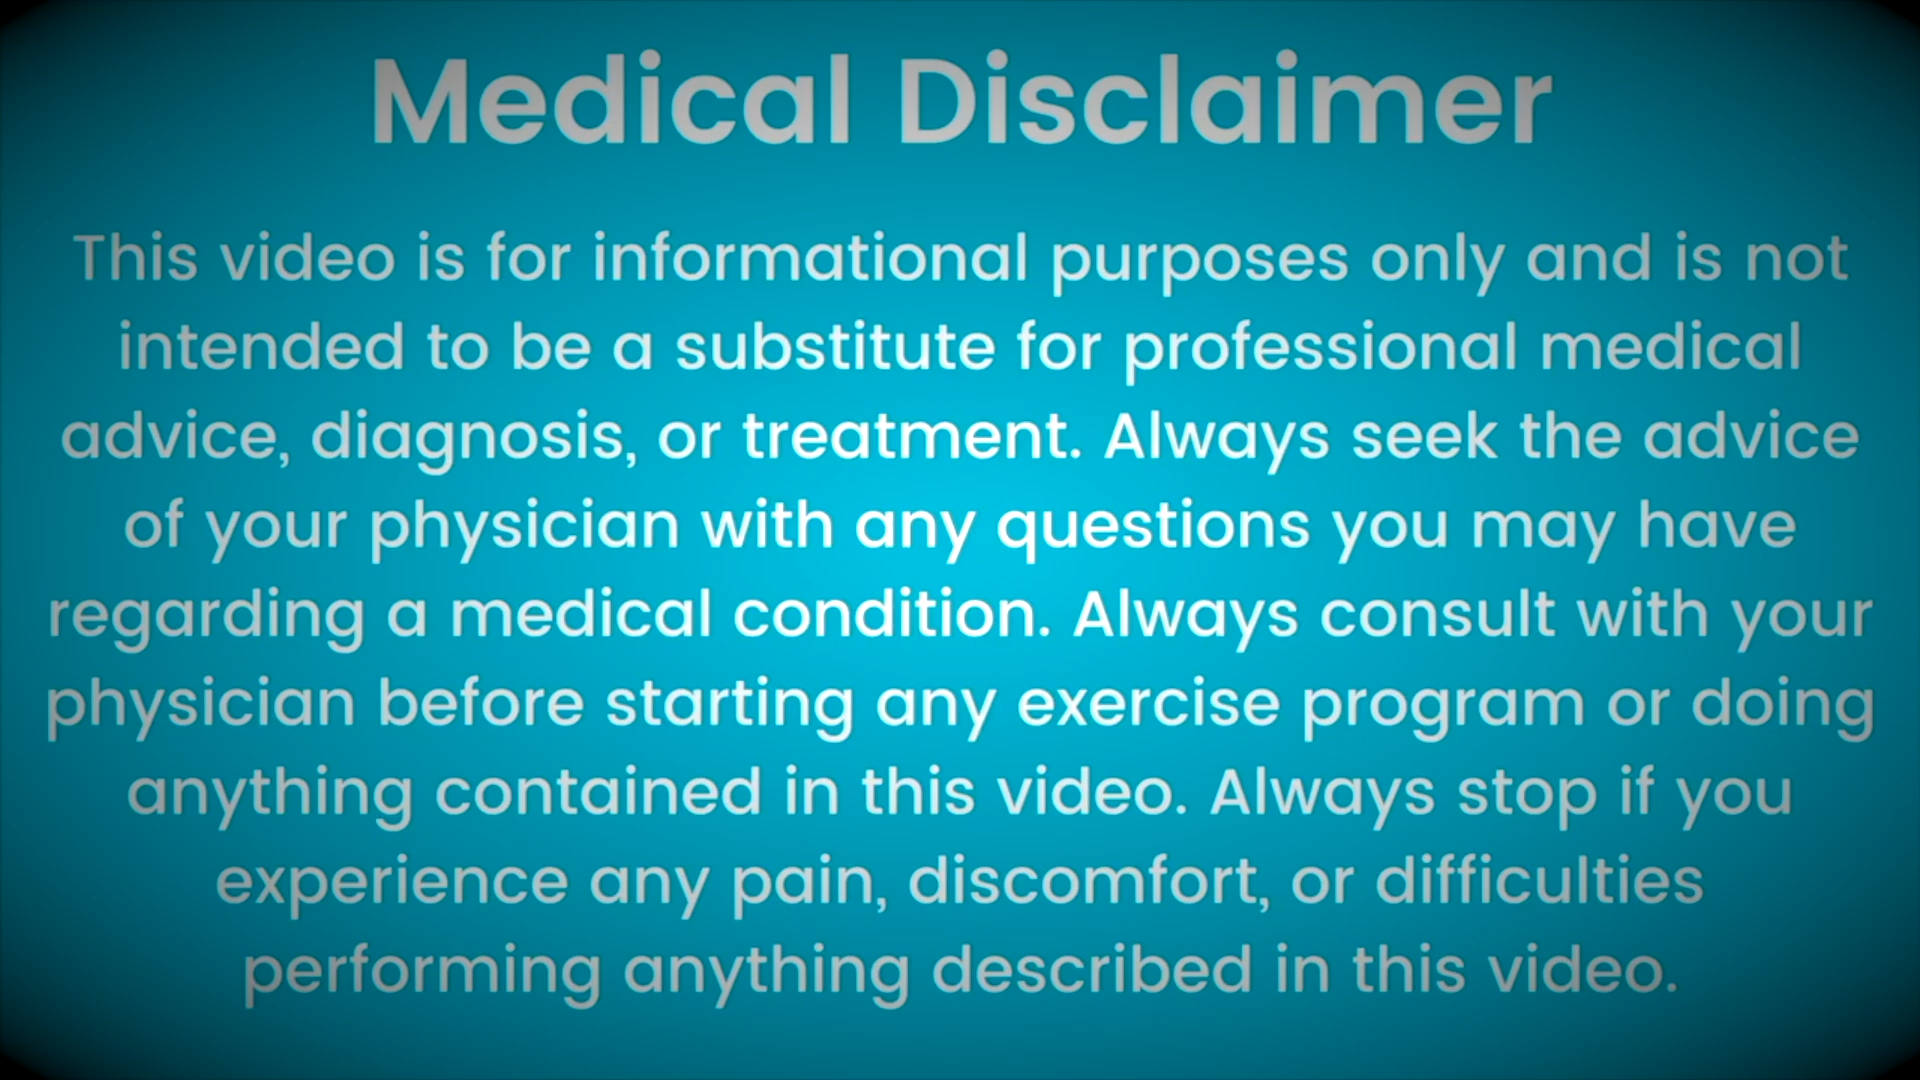 Medical Disclaimer
This video is for informational purposes only and is not
intended to be a substitute for professional medical
advice, diagnosis, or treatment. Always seek the advice
of your physician with any questions you may have
regarding a medical condition. Always consult with your
physician before starting any exercise program or doing
anything contained in this video. Always stop if you
experience any pain, discomfort, or difficulties
performing anything described in this video.